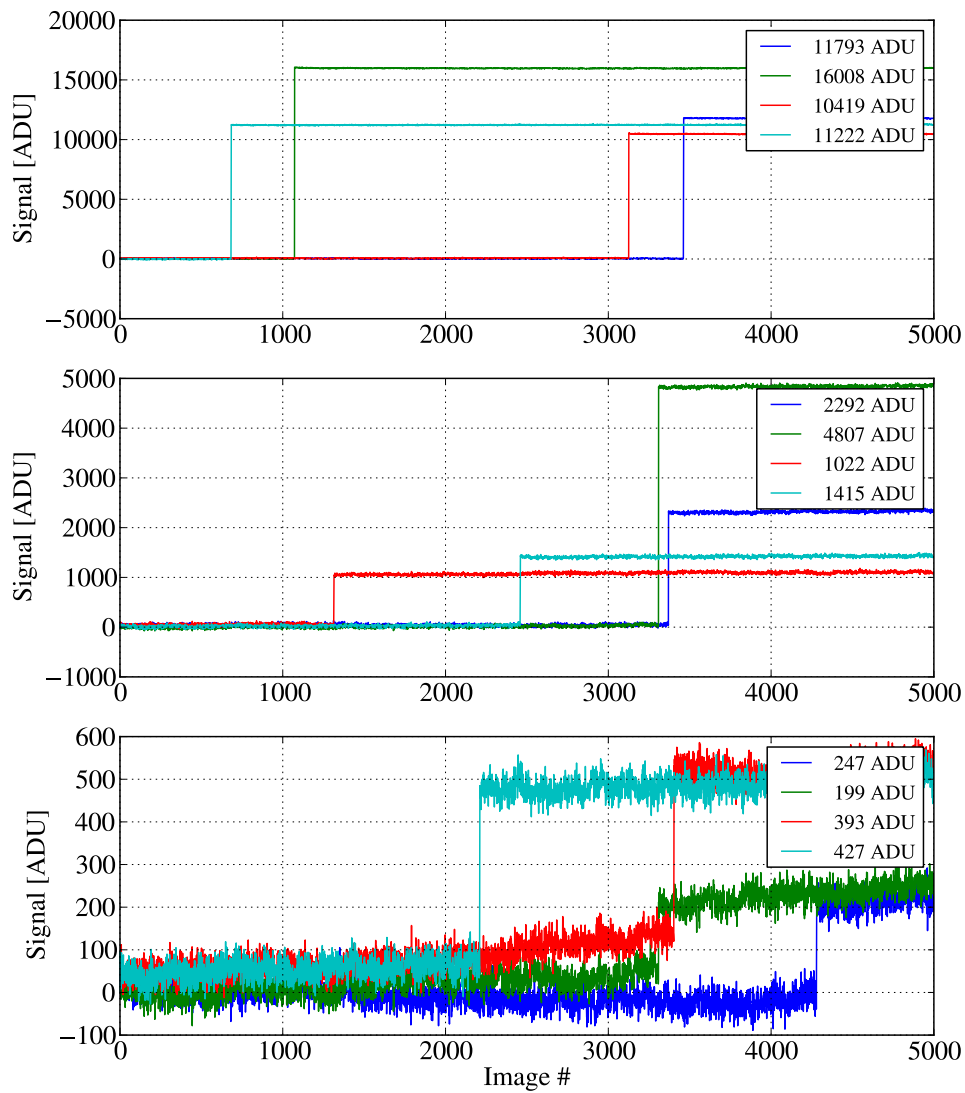 20000
15000
10000
5000
0
−5000
Signal [ADU]
11793 ADU
16008 ADU
10419 ADU
11222 ADU
0 1000 2000 3000 4000 5000
5000
4000
3000
2000
1000
0
−1000
Signal [ADU]
2292 ADU
4807 ADU
1022 ADU
1415 ADU
0 1000 2000 3000 4000 5000
600
500
400
300
200
100
0
−100
Signal [ADU]
247 ADU
199 ADU
393 ADU
427 ADU
0 1000 2000 3000 4000 5000
Image #